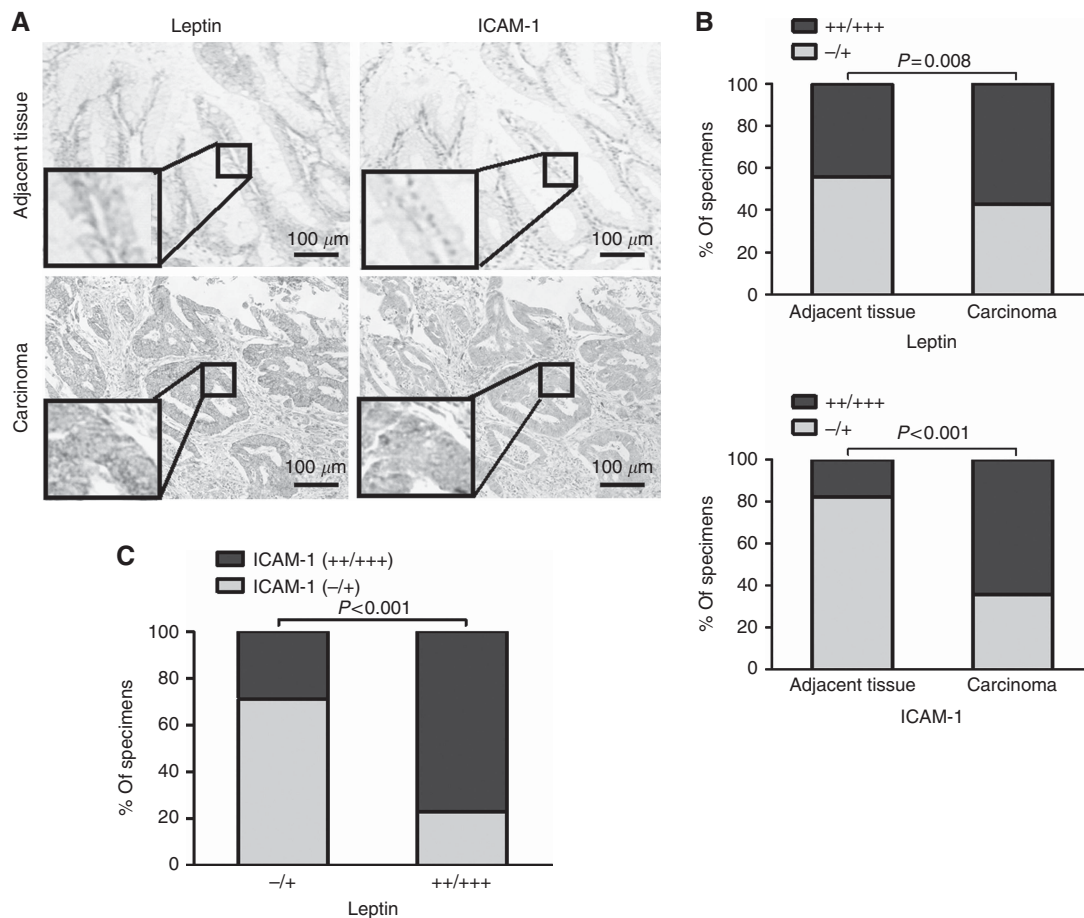 A
Leptin
ICAM-1
Adjacent tissue
100 μm
100 μm
Carcinoma
100 μm
100 μm
B
++/+++
–/+
P=0.008
100
80
60
40
20
0
% Of specimens
Adjacent tissue
Carcinoma
Leptin
++/+++
–/+
P<0.001
100
80
60
40
20
0
% Of specimens
Adjacent tissue
Carcinoma
ICAM-1
C
ICAM-1 (++/+++)
ICAM-1 (–/+)
P<0.001
100
80
60
40
20
0
% Of specimens
–/+
++/+++
Leptin